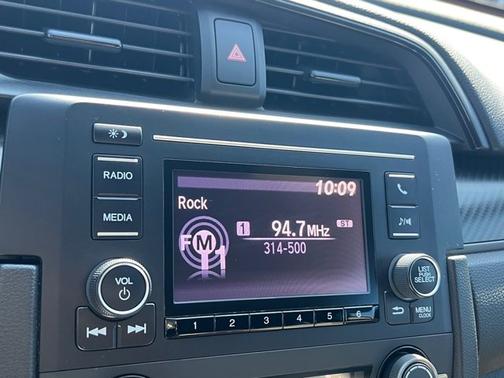 10:09
Rock
RADIO
MEDIA
FM1
1 94.7MHz ST
314-500
VOL
LIST
PUSH
SELECT
MENU
CLOCK
1 2 3 4 5 6